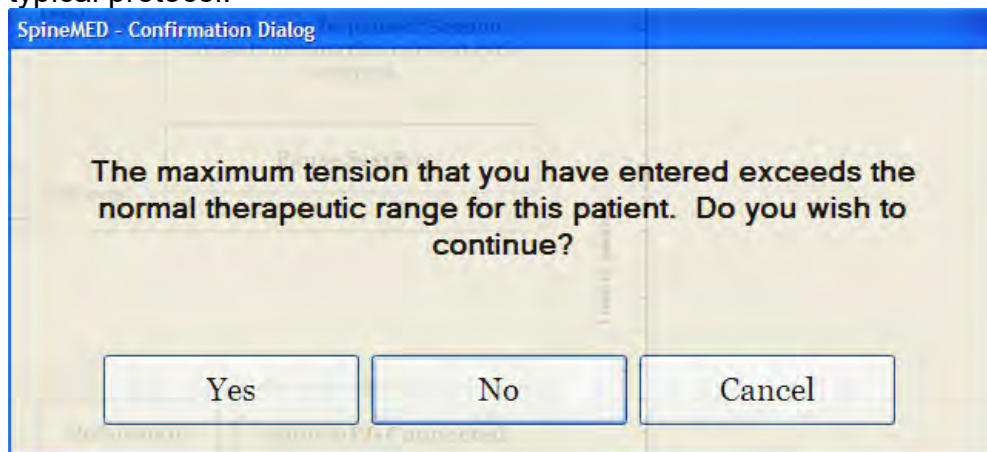 typical protocol.
SpineMED - Confirmation Dialog
The maximum tension that you have entered exceeds the
normal therapeutic range for this patient.  Do you wish to
continue?
Yes No Cancel